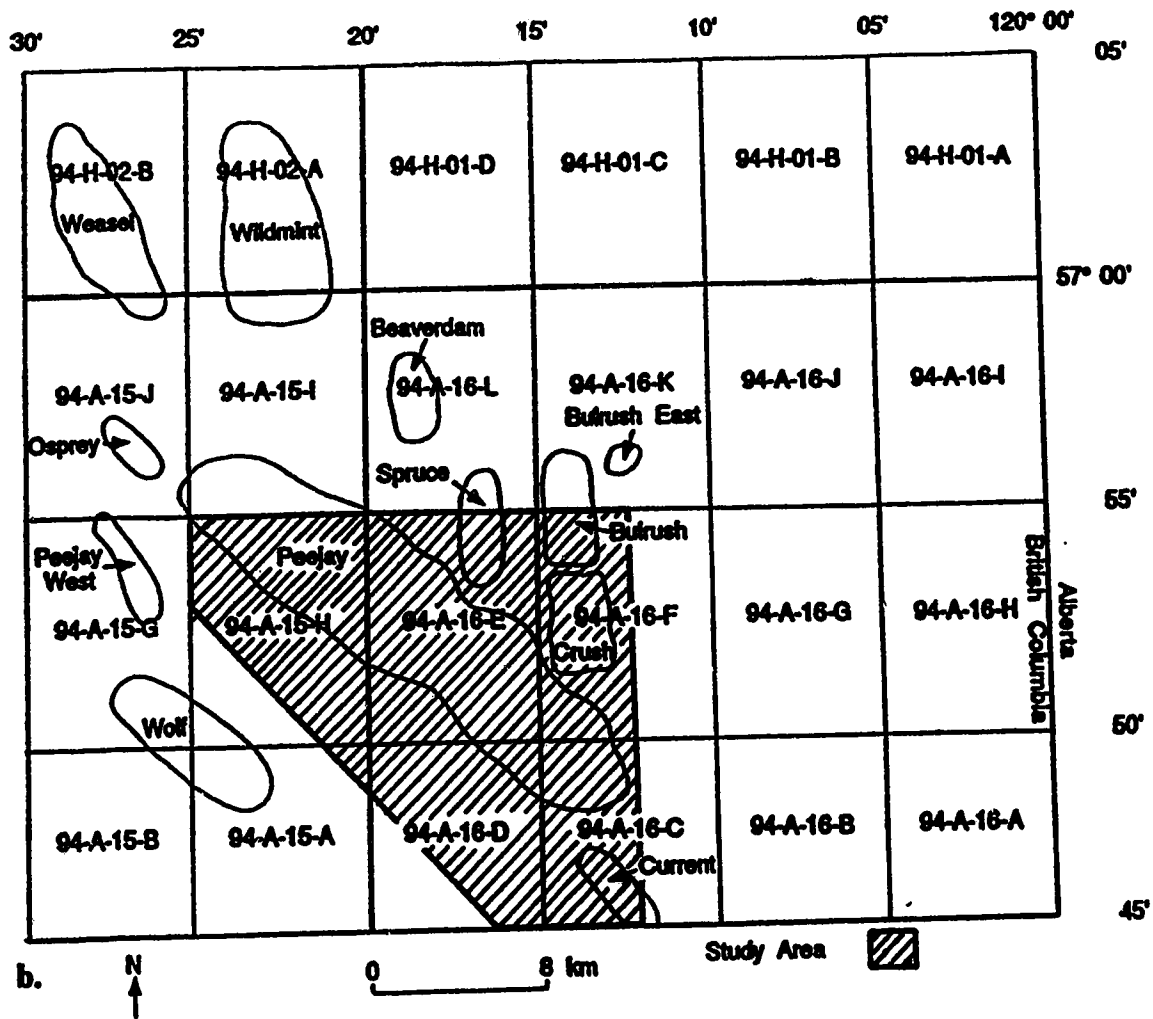 30' 25' 20' 15' 10' 05' 120° 00'
05'
94-H-02-B 94-H-02-A 94-H-01-D 94-H-01-C 94-H-01-B 94-H-01-A
Weasel Wildmint
57° 00'
Beaverdam
94-A-15-J 94-A-15-I 94-A-16-L 94-A-16-K 94-A-16-J 94-A-16-I
Bulrush East
Osprey
Spruce
55'
Bulrush
Peejay
West
Peejay
94-A-15-G 94-A-15-H 94-A-16-E 94-A-16-F 94-A-16-G 94-A-16-H
Crush
British Columbia
Alberta
Wolf
50'
94-A-15-B 94-A-15-A 94-A-16-D 94-A-16-C 94-A-16-B 94-A-16-A
Current
45'
Study Area
b.
N
0 8 km